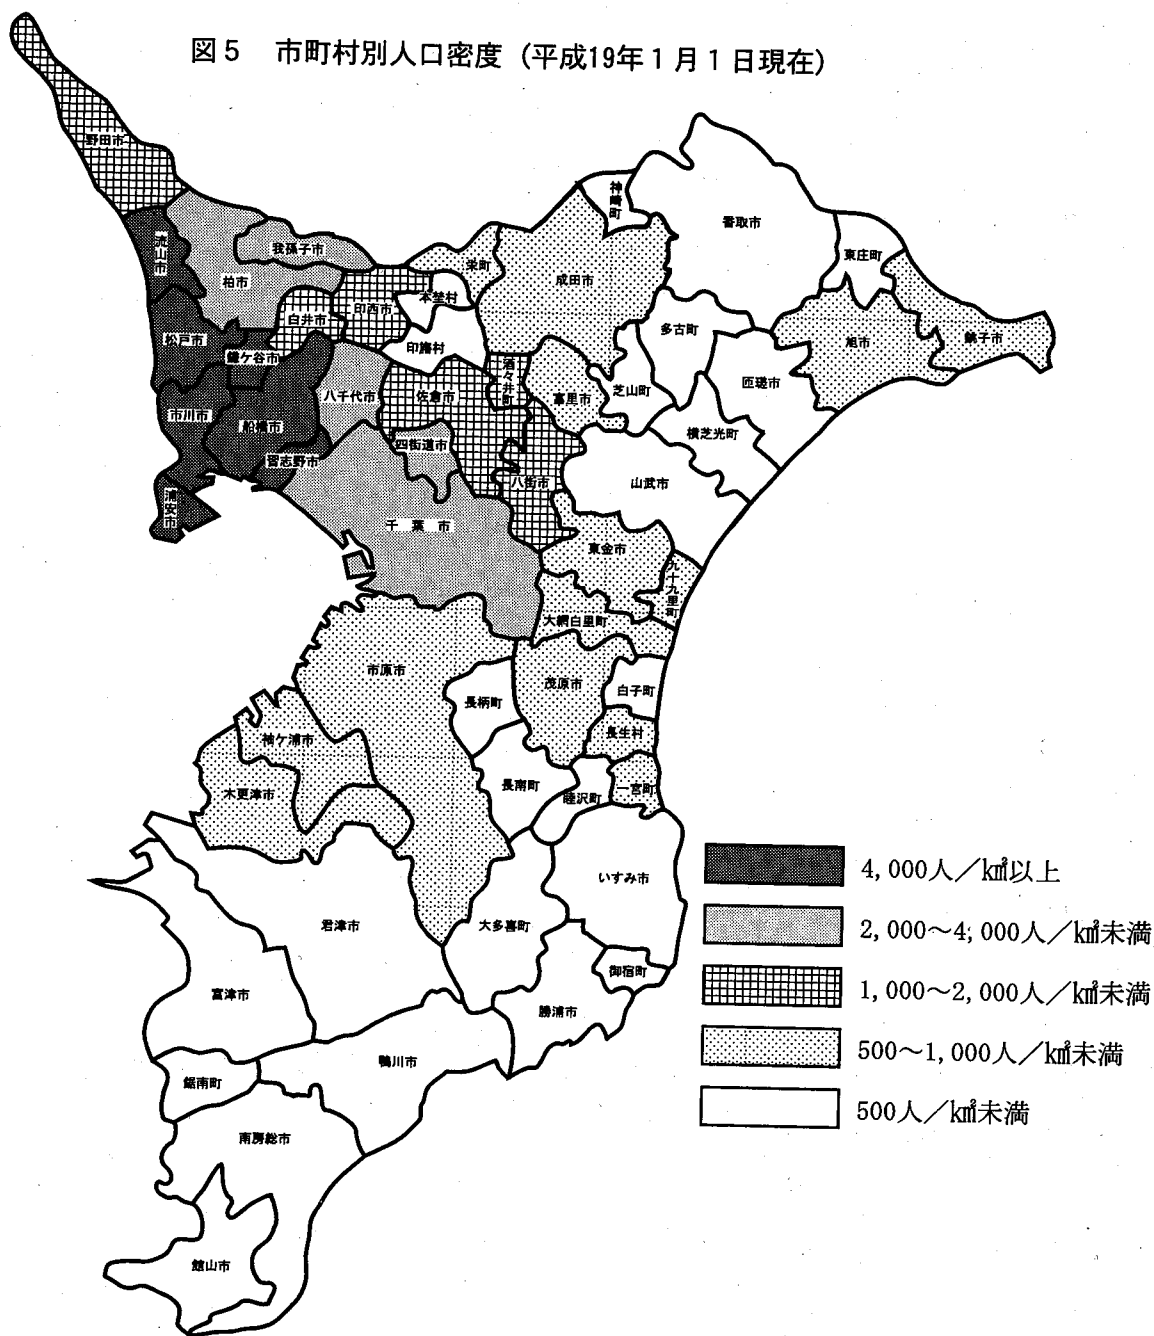 図5 市町村別人口密度（平成19年1月1日現在）
野田市
流山市
柏市
我孫子市
松戸市
鎌ケ谷市
白井市
印西市
本埜村
栄町
印旛村
成田市
神崎町
香取市
東庄町
銚子市
旭市
多古町
匝瑳市
芝山町
横芝光町
富里市
酒々井町
佐倉市
八千代市
四街道市
市川市
船橋市
習志野市
浦安市
千葉市
八街市
山武市
東金市
九十九里町
大網白里町
市原市
長柄町
茂原市
白子町
長生村
袖ケ浦市
木更津市
長南町
睦沢町
一宮町
いすみ市
大多喜町
君津市
御宿町
勝浦市
富津市
鴨川市
鋸南町
南房総市
館山市
4,000人／k㎡以上
2,000～4,000人／k㎡未満
1,000～2,000人／k㎡未満
500～1,000人／k㎡未満
500人／k㎡未満